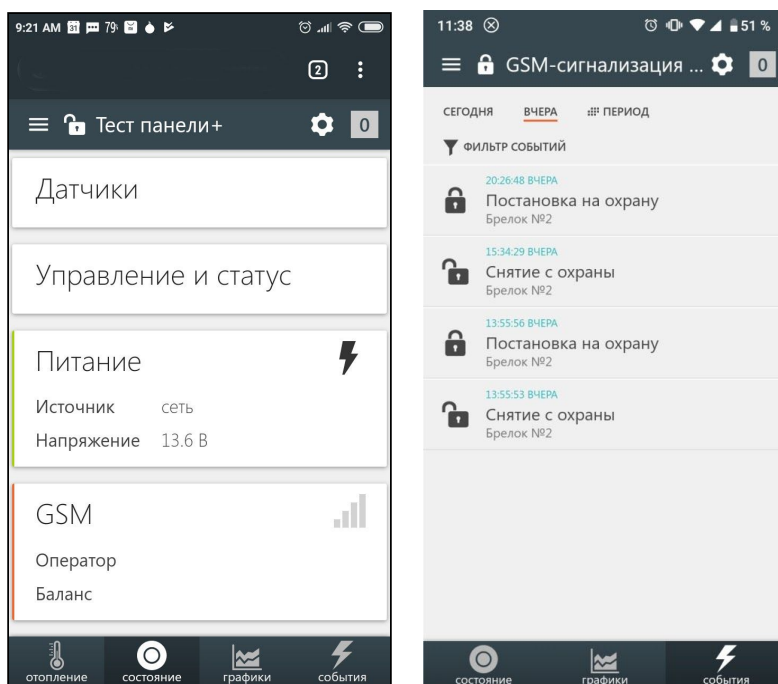 9:21 AM 31 79
2
Тест панели+ 0
Датчики
Управление и статус
Питание
Источник сеть
Напряжение 13.6 В
GSM
Оператор
Баланс
отопление состояние графики события
11:38 51 %
GSM-сигнализация ... 0
СЕГОДНЯ ВЧЕРА ПЕРИОД
ФИЛЬТР СОБЫТИЙ
20:26:48 ВЧЕРА
Постановка на охрану
Брелок №2
15:34:29 ВЧЕРА
Снятие с охраны
Брелок №2
13:55:56 ВЧЕРА
Постановка на охрану
Брелок №2
13:55:53 ВЧЕРА
Снятие с охраны
Брелок №2
состояние графики события